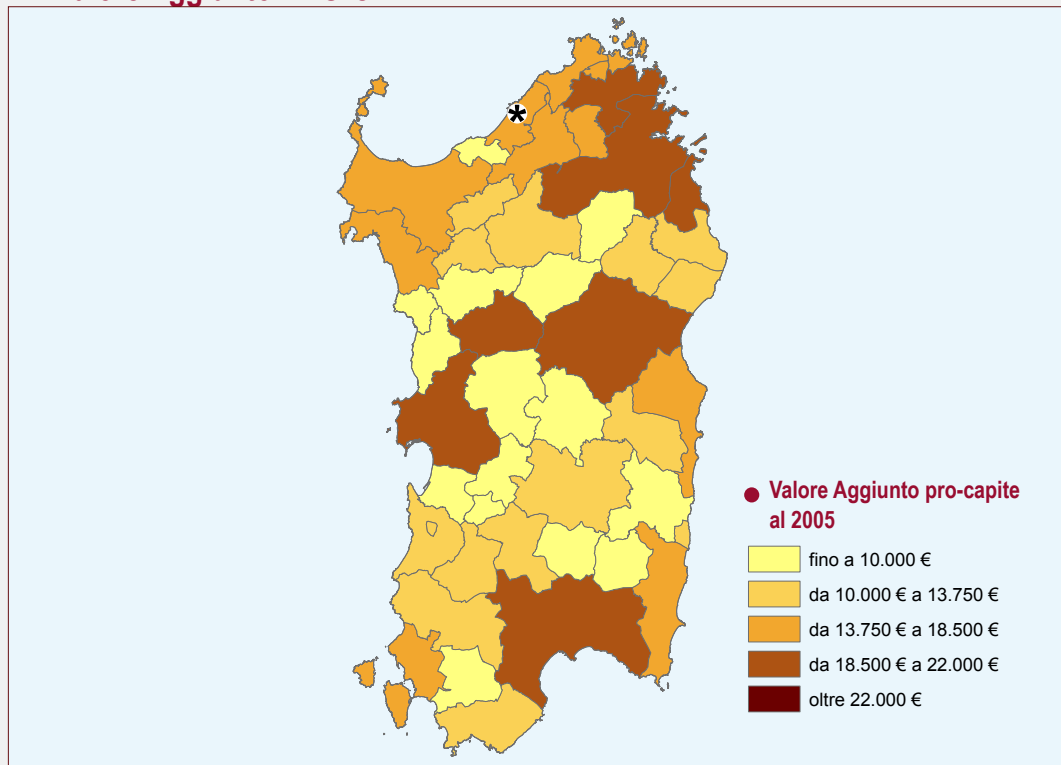 ● Valore Aggiunto pro-capite
al 2005
fino a 10.000 €
da 10.000 € a 13.750 €
da 13.750 € a 18.500 €
da 18.500 € a 22.000 €
oltre 22.000 €